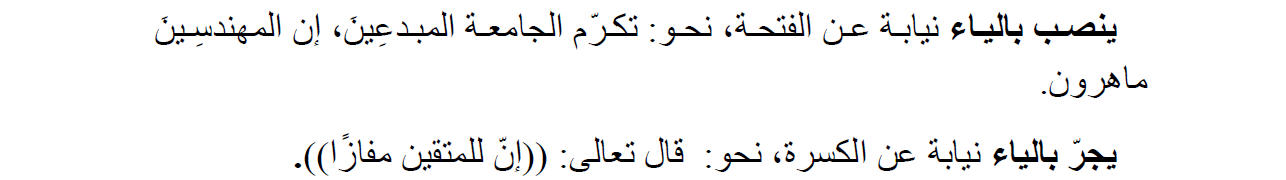 ينصب بالياء نيابة عن الفتحة، نحو: تكرّم الجامعة المبدعِينَ، إن المهندسِينَ
ماهرون.
يجرّ بالياء نيابة عن الكسرة، نحو: قال تعالى: ((إنّ للمتقين مفازًا)).